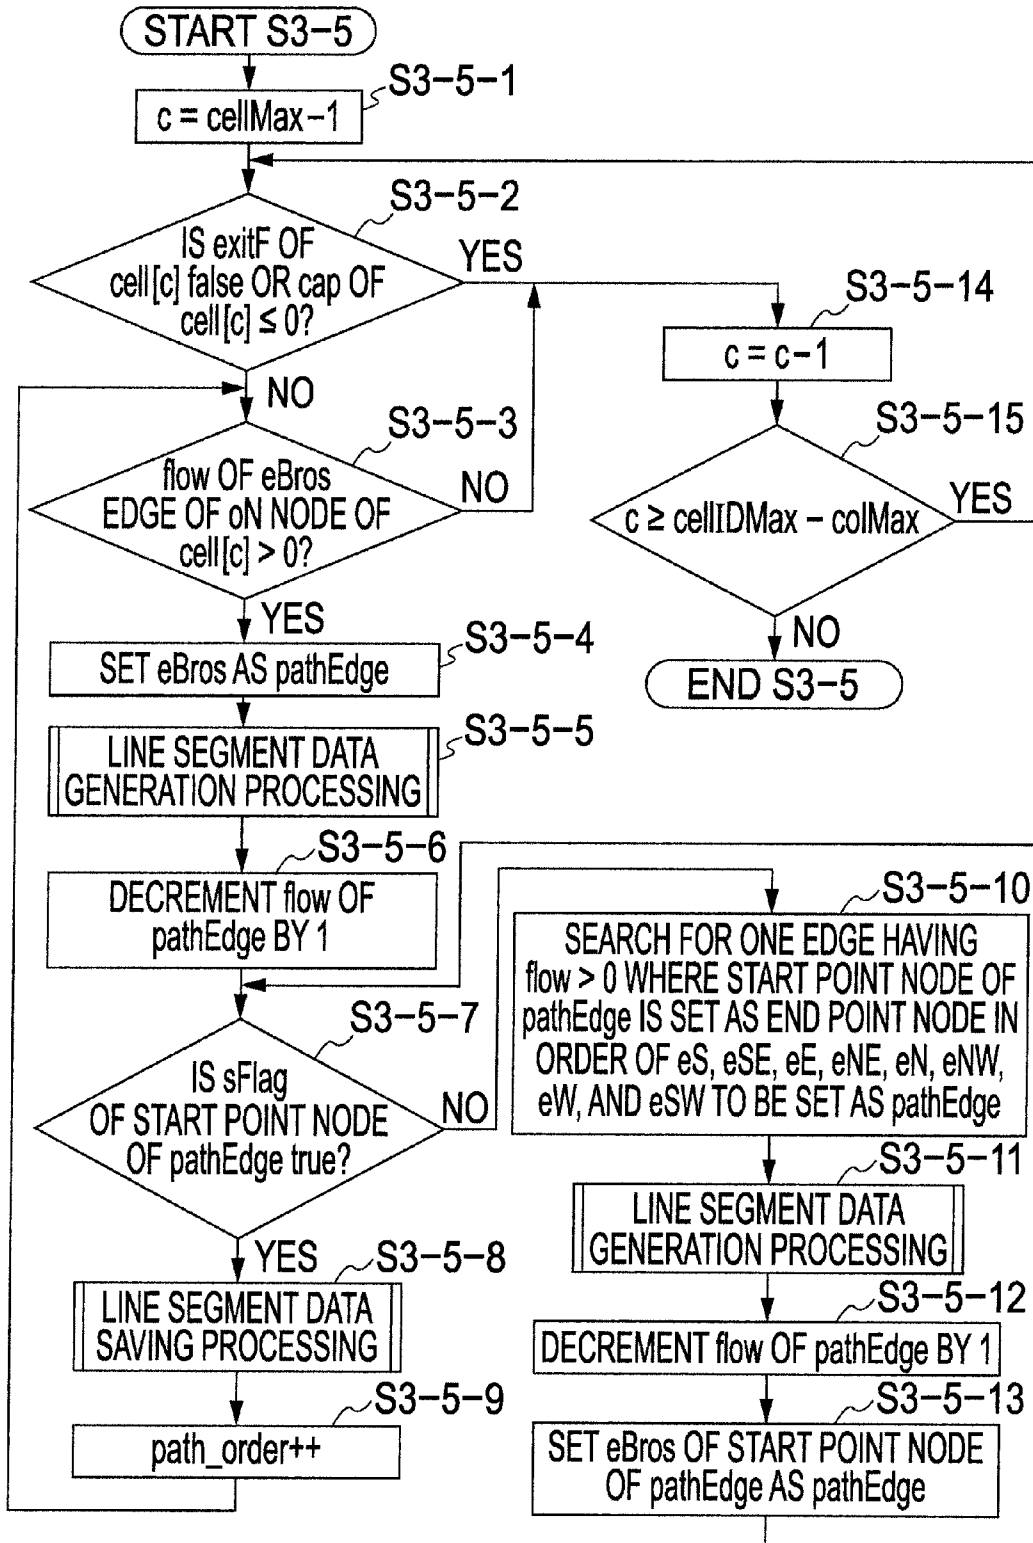 START S3-5
S3-5-1
c = cellMax-1
S3-5-2
IS exitF OF
cell[c] false OR cap OF
cell[c] ≤ 0?
YES
NO
S3-5-3
flow OF eBros
EDGE OF oN NODE OF
cell[c] > 0?
NO
YES
S3-5-4
SET eBros AS pathEdge
S3-5-5
LINE SEGMENT DATA
GENERATION PROCESSING
S3-5-6
DECREMENT flow OF
pathEdge BY 1
S3-5-7
IS sFlag
OF START POINT NODE
OF pathEdge true?
NO
YES
S3-5-8
LINE SEGMENT DATA
SAVING PROCESSING
S3-5-9
path_order++
S3-5-10
SEARCH FOR ONE EDGE HAVING
flow > 0 WHERE START POINT NODE OF
pathEdge IS SET AS END POINT NODE IN
ORDER OF eS, eSE, eE, eNE, eN, eNW,
eW, AND eSW TO BE SET AS pathEdge
S3-5-11
LINE SEGMENT DATA
GENERATION PROCESSING
S3-5-12
DECREMENT flow OF pathEdge BY 1
S3-5-13
SET eBros OF START POINT NODE
OF pathEdge AS pathEdge
S3-5-14
c = c-1
S3-5-15
c ≥ cellIDMax - colMax
YES
NO
END S3-5